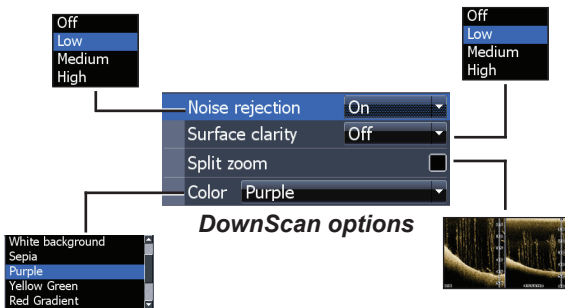 Off
Low
Medium
High
Off
Low
Medium
High
Noise rejection On
Surface clarity Off
Split zoom
Color Purple
DownScan options
White background
Sepia
Purple
Yellow Green
Red Gradient